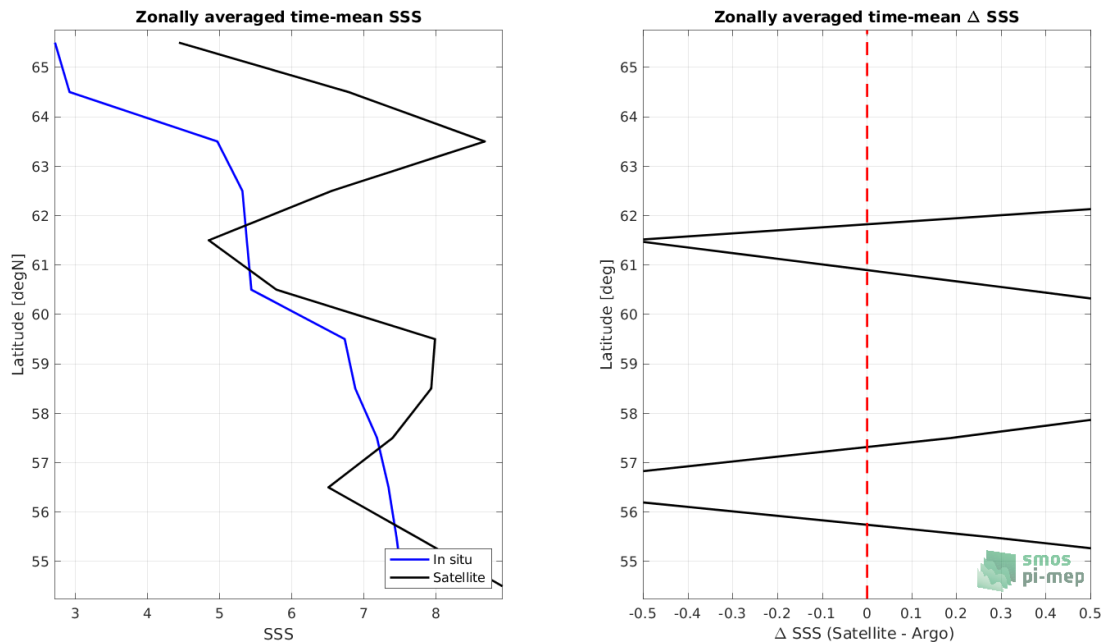 Zonally averaged time-mean SSS
65
64
63
62
61
60
59
58
57
56
55
Latitude [degN]
3 4 5 6 7 8
SSS
In situ
Satellite
Zonally averaged time-mean Δ SSS
65
64
63
62
61
60
59
58
57
56
55
Latitude [deg]
-0.5 -0.4 -0.3 -0.2 -0.1 0 0.1 0.2 0.3 0.4 0.5
Δ SSS (Satellite - Argo)
smos
pi-mep